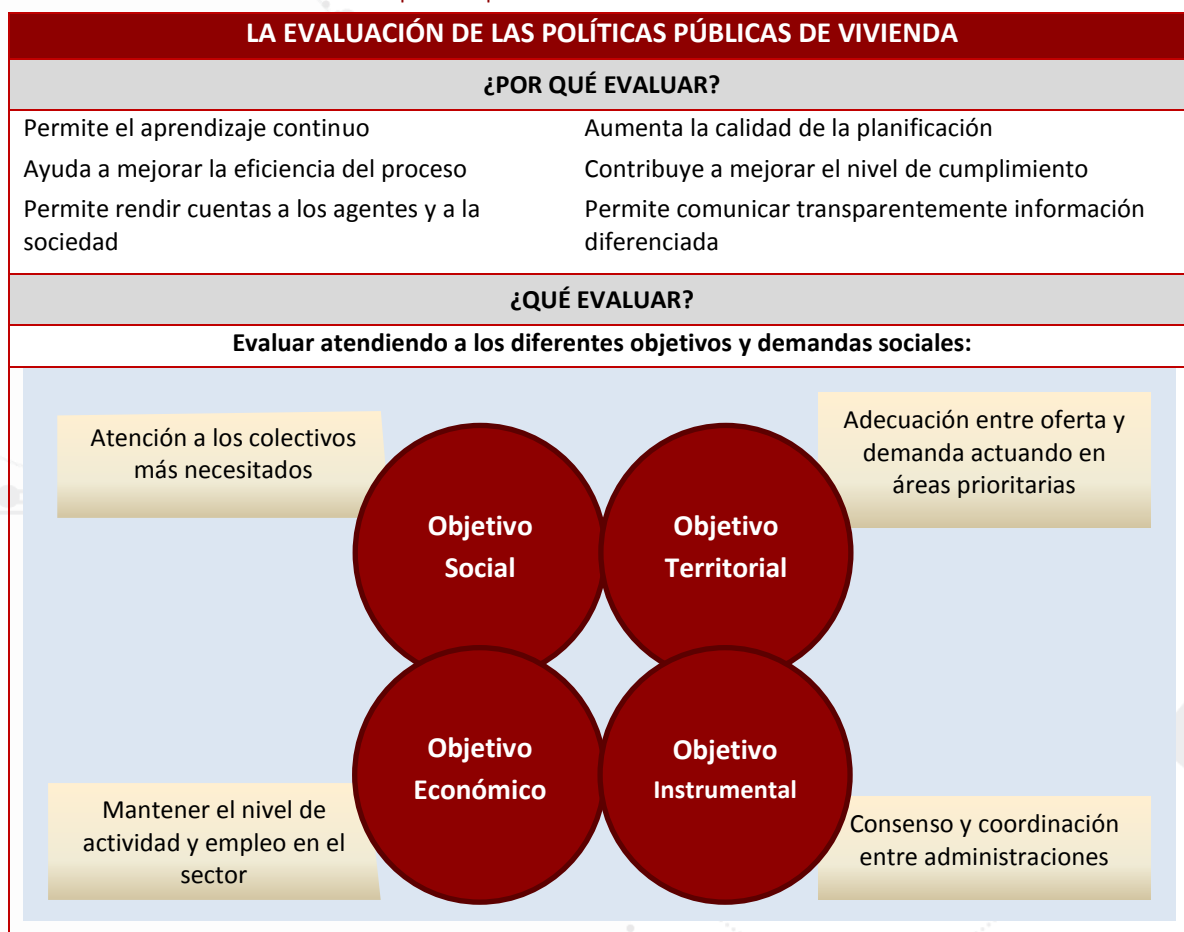 LA EVALUACIÓN DE LAS POLÍTICAS PÚBLICAS DE VIVIENDA
¿POR QUÉ EVALUAR?
Permite el aprendizaje continuo
Ayuda a mejorar la eficiencia del proceso
Permite rendir cuentas a los agentes y a la
sociedad
Aumenta la calidad de la planificación
Contribuye a mejorar el nivel de cumplimiento
Permite comunicar transparentemente información
diferenciada
¿QUÉ EVALUAR?
Evaluar atendiendo a los diferentes objetivos y demandas sociales:
Atención a los colectivos
más necesitados
Objetivo
Social
Objetivo
Territorial
Adecuación entre oferta y
demanda actuando en
áreas prioritarias
Mantener el nivel de
actividad y empleo en el
sector
Objetivo
Económico
Objetivo
Instrumental
Consenso y coordinación
entre administraciones